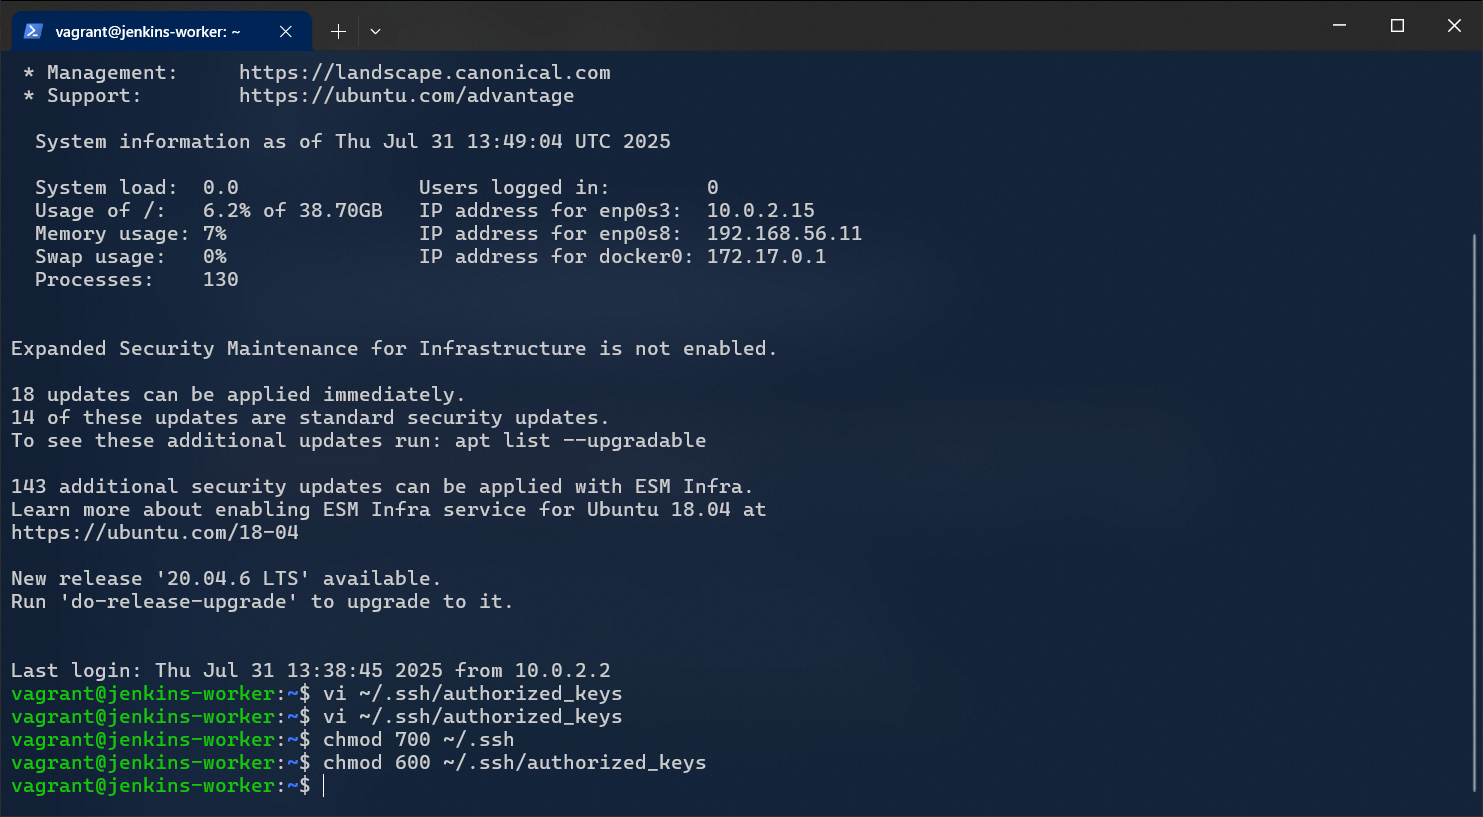 vagrant@jenkins-worker: ~
* Management:     https://landscape.canonical.com
* Support:        https://ubuntu.com/advantage
System information as of Thu Jul 31 13:49:04 UTC 2025
System load:  0.0               Users logged in:        0
Usage of /:   6.2% of 38.70GB   IP address for enp0s3:  10.0.2.15
Memory usage: 7%                IP address for enp0s8:  192.168.56.11
Swap usage:   0%                IP address for docker0: 172.17.0.1
Processes:    130
Expanded Security Maintenance for Infrastructure is not enabled.
18 updates can be applied immediately.
14 of these updates are standard security updates.
To see these additional updates run: apt list --upgradable
143 additional security updates can be applied with ESM Infra.
Learn more about enabling ESM Infra service for Ubuntu 18.04 at
https://ubuntu.com/18-04
New release '20.04.6 LTS' available.
Run 'do-release-upgrade' to upgrade to it.
Last login: Thu Jul 31 13:38:45 2025 from 10.0.2.2
vagrant@jenkins-worker:~$ vi ~/.ssh/authorized_keys
vagrant@jenkins-worker:~$ vi ~/.ssh/authorized_keys
vagrant@jenkins-worker:~$ chmod 700 ~/.ssh
vagrant@jenkins-worker:~$ chmod 600 ~/.ssh/authorized_keys
vagrant@jenkins-worker:~$